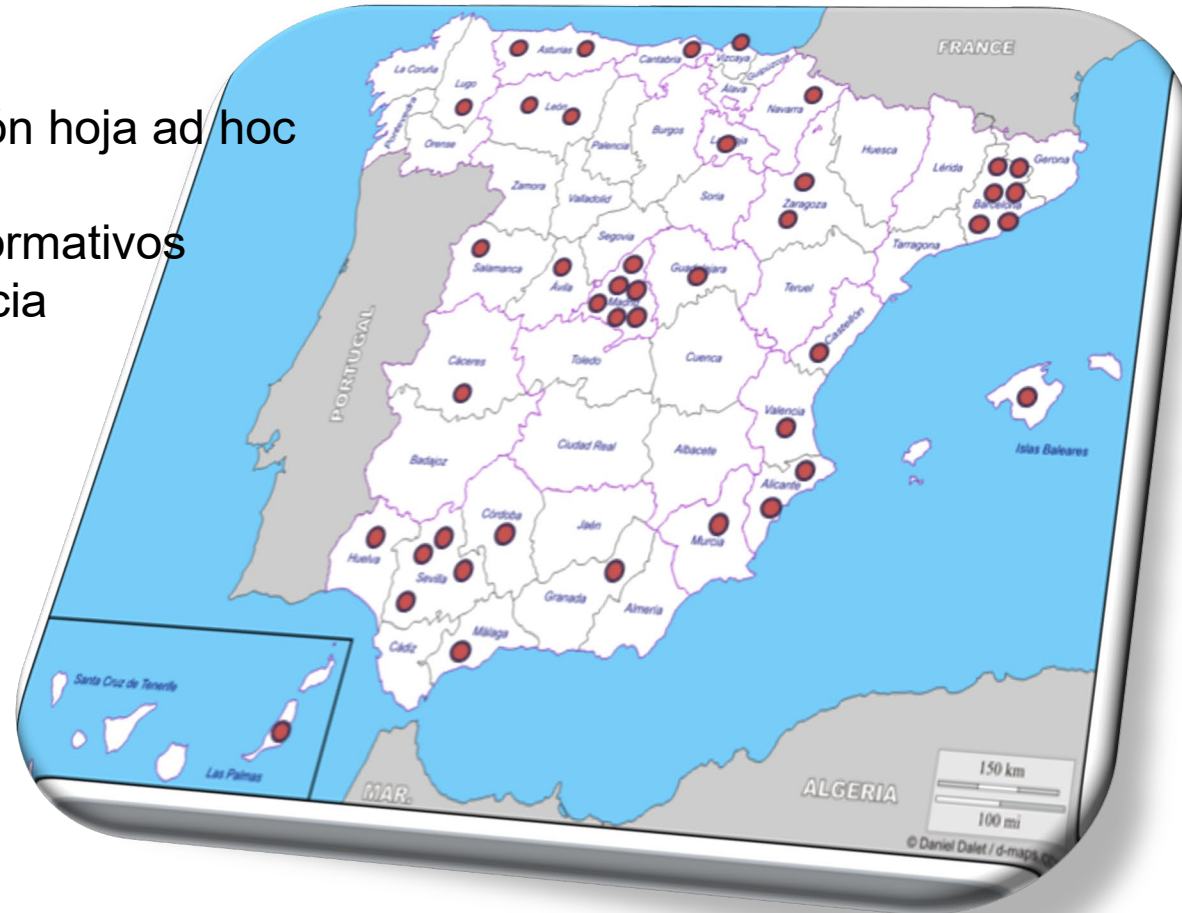 ón hoja ad hoc
ormativos
cia
FRANCE
PORTUGAL
MAR.
ALGERIA
La Coruña
Lugo
Pontevedra
Orense
Asturias
León
Cantabria
Vizcaya
Guipúzcoa
Álava
Navarra
La Rioja
Burgos
Palencia
Zamora
Valladolid
Soria
Segovia
Salamanca
Ávila
Madrid
Guadalajara
Huesca
Zaragoza
Teruel
Lérida
Gerona
Barcelona
Tarragona
Castellón
Cáceres
Toledo
Cuenca
Valencia
Badajoz
Ciudad Real
Albacete
Alicante
Islas Baleares
Huelva
Sevilla
Córdoba
Jaén
Murcia
Granada
Almería
Málaga
Cádiz
Santa Cruz de Tenerife
Las Palmas
150 km
100 mi
© Daniel Dalet / d-maps.co